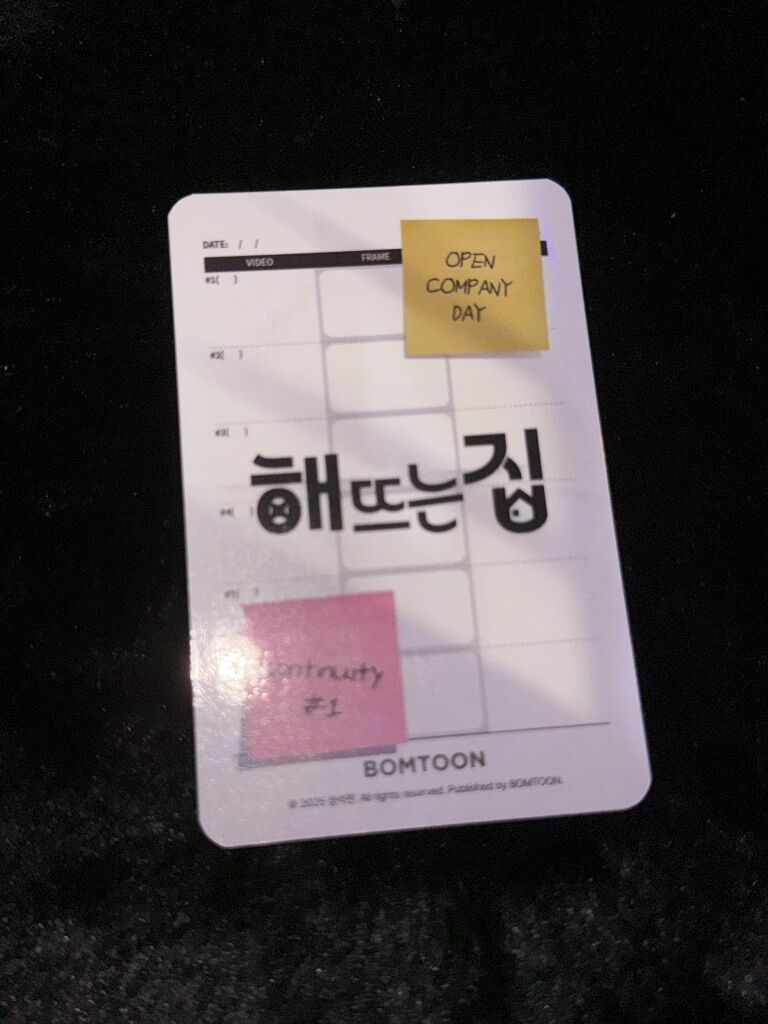 DATE: / /
VIDEO FRAME
OPEN
COMPANY
DAY
#1( )
#2( )
#3( )
해뜨는집
#4( )
#5( )
continuity
#1
BOMTOON
© 2025 All rights reserved. Published by BOMTOON.